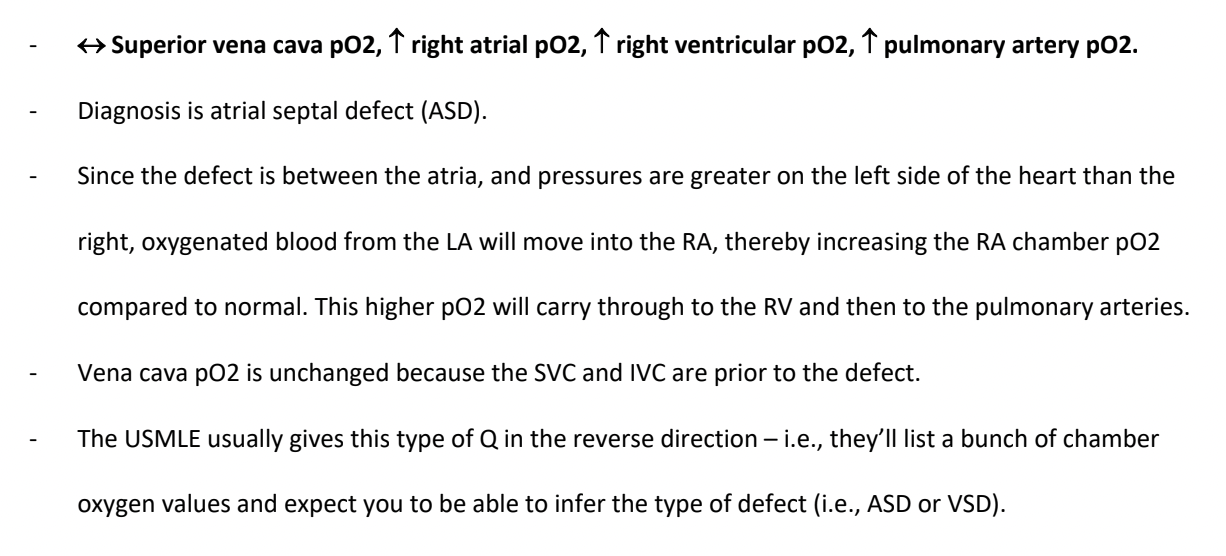 - ↔ Superior vena cava pO2, ↑ right atrial pO2, ↑ right ventricular pO2, ↑ pulmonary artery pO2.
- Diagnosis is atrial septal defect (ASD).
- Since the defect is between the atria, and pressures are greater on the left side of the heart than the
right, oxygenated blood from the LA will move into the RA, thereby increasing the RA chamber pO2
compared to normal. This higher pO2 will carry through to the RV and then to the pulmonary arteries.
- Vena cava pO2 is unchanged because the SVC and IVC are prior to the defect.
- The USMLE usually gives this type of Q in the reverse direction – i.e., they’ll list a bunch of chamber
oxygen values and expect you to be able to infer the type of defect (i.e., ASD or VSD).